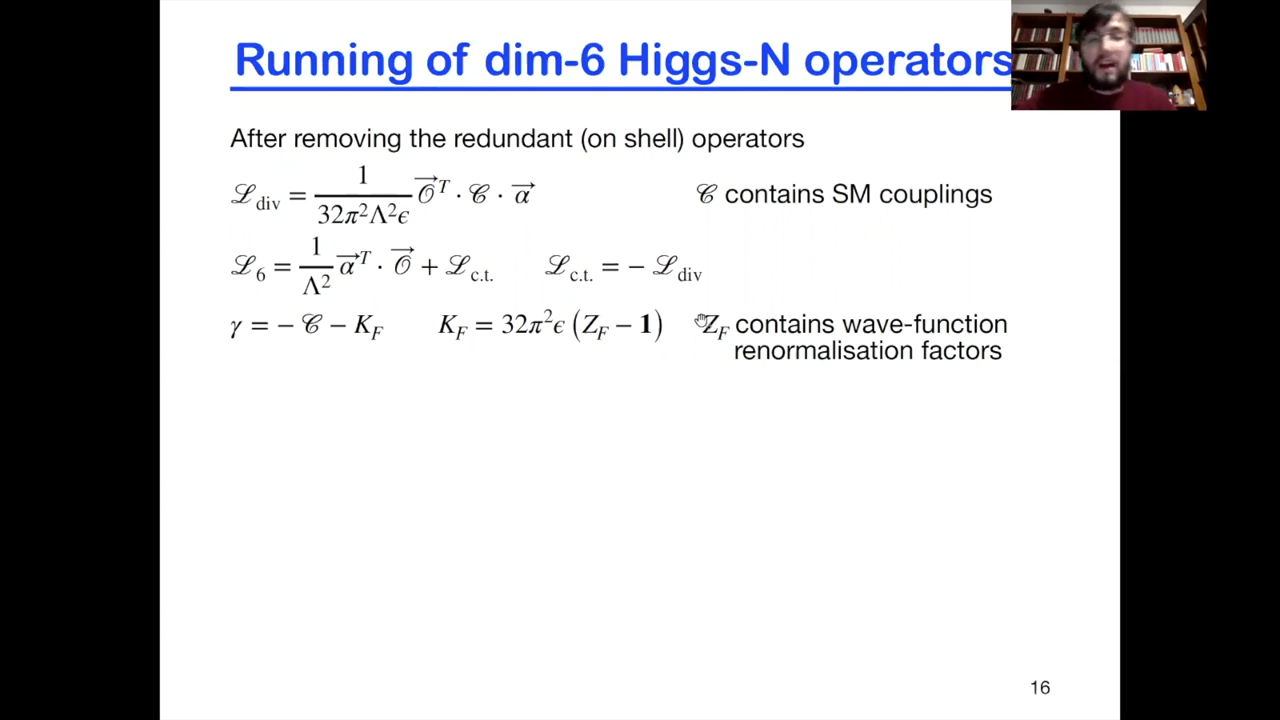 Running of dim-6 Higgs-N operators
After removing the redundant (on shell) operators
ℒ_div = 1/(32π²Λ²ϵ) 𝒪⃗^T · 𝒞 · α⃗    𝒞 contains SM couplings
ℒ_6 = 1/Λ² α⃗^T · 𝒪⃗ + ℒ_c.t.    ℒ_c.t. = − ℒ_div
γ = − 𝒞 − K_F    K_F = 32π²ϵ (Z_F − 1)    Z_F contains wave-function
renormalisation factors
16